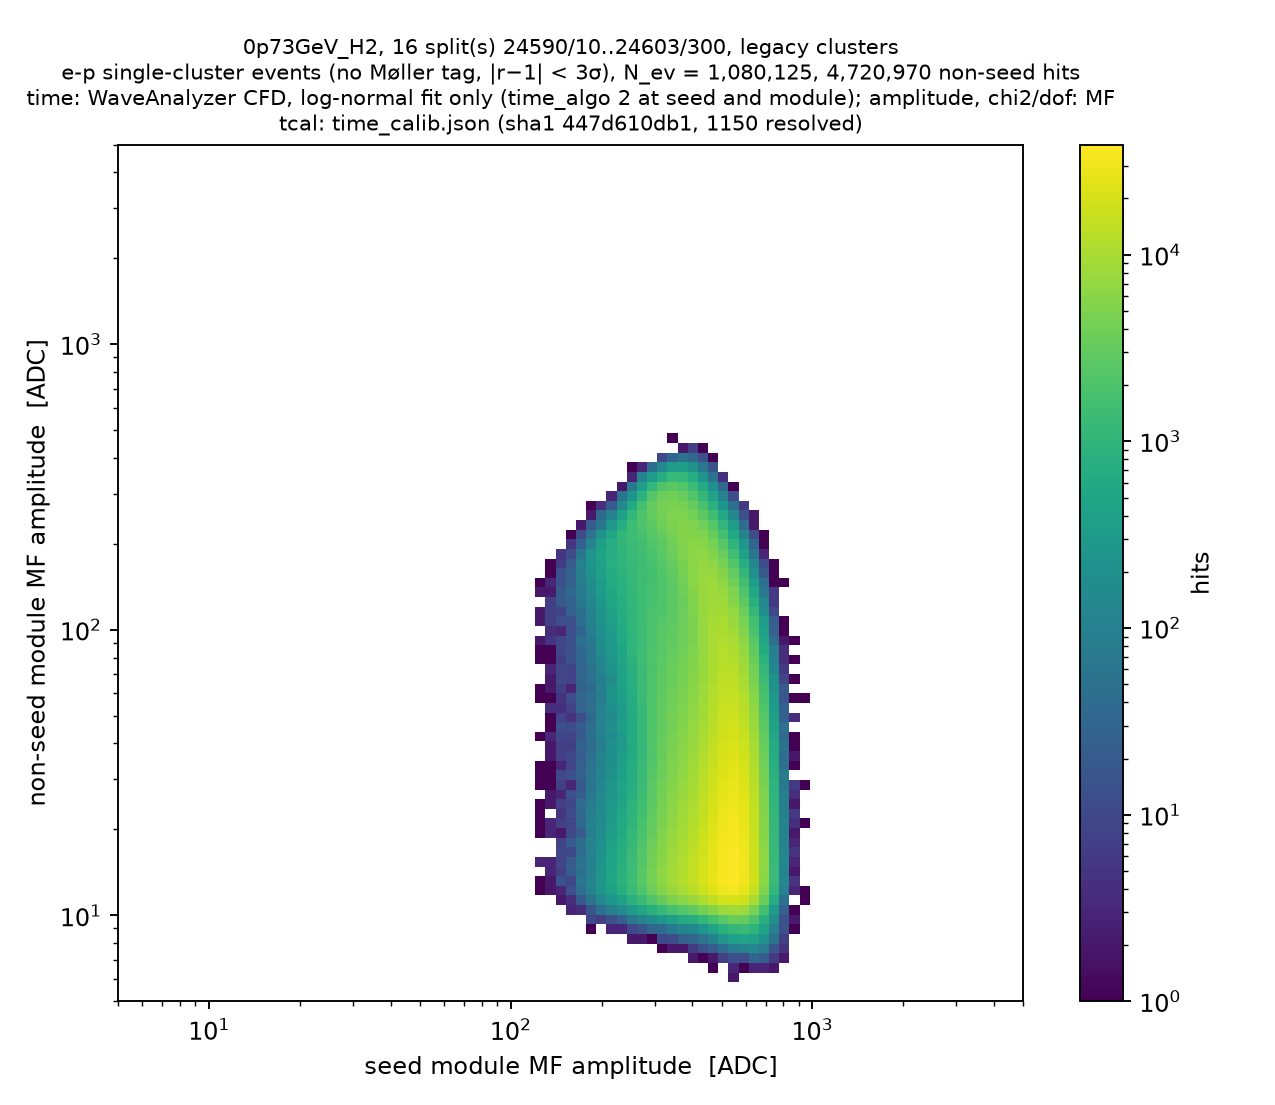 0p73GeV_H2, 16 split(s) 24590/10..24603/300, legacy clusters
e-p single-cluster events (no Møller tag, |r−1| < 3σ), N_ev = 1,080,125, 4,720,970 non-seed hits
time: WaveAnalyzer CFD, log-normal fit only (time_algo 2 at seed and module); amplitude, chi2/dof: MF
tcal: time_calib.json (sha1 447d610db1, 1150 resolved)
non-seed module MF amplitude [ADC]
10³
10²
10¹
10¹
10²
10³
seed module MF amplitude [ADC]
10⁴
10³
10²
10¹
10⁰
hits